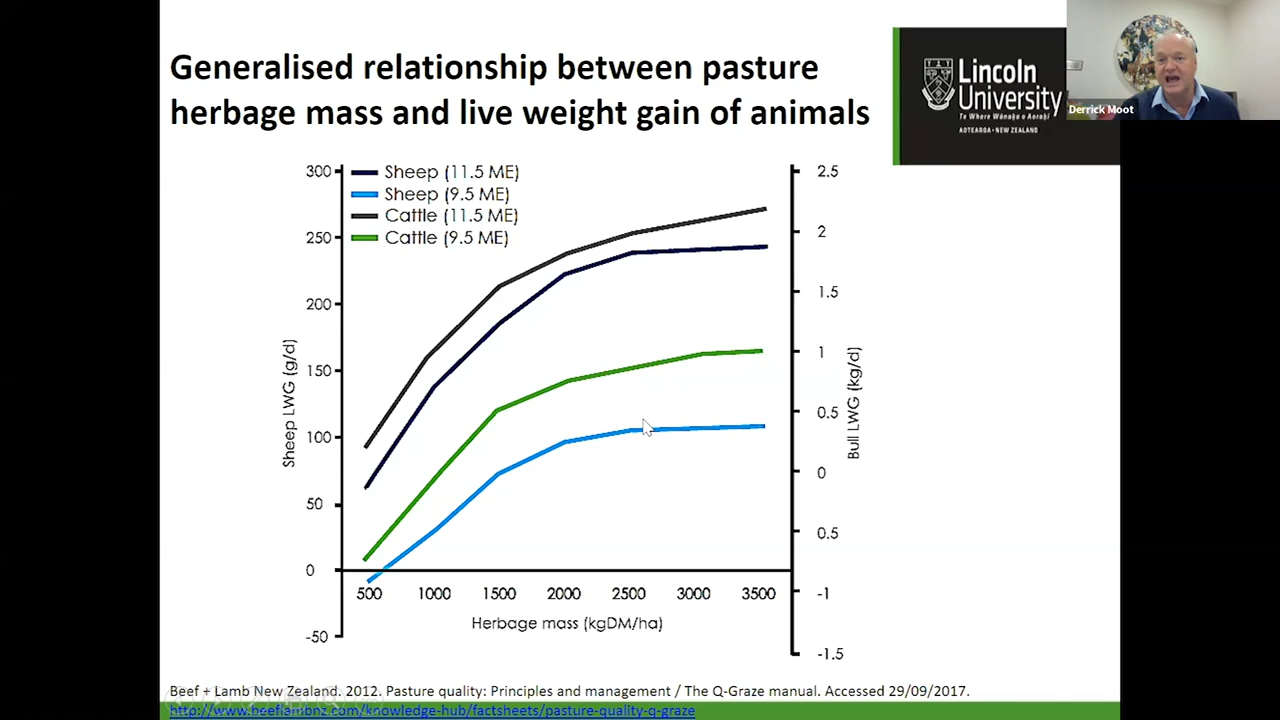 Generalised relationship between pasture
herbage mass and live weight gain of animals
Lincoln
University
Te Whare Wānaka o Aoraki
AOTEAROA • NEW ZEALAND
Derrick Moot
Sheep (11.5 ME)
Sheep (9.5 ME)
Cattle (11.5 ME)
Cattle (9.5 ME)
Sheep LWG (g/d)
300
250
200
150
100
50
0
-50
500 1000 1500 2000 2500 3000 3500
Herbage mass (kgDM/ha)
2.5
2
1.5
1
0.5
0
0.5
-1
-1.5
Bull LWG (kg/d)
Beef + Lamb New Zealand. 2012. Pasture quality: Principles and management / The Q-Graze manual. Accessed 29/09/2017.
http://www.beeflambnz.com/knowledge-hub/factsheets/pasture-quality-q-graze